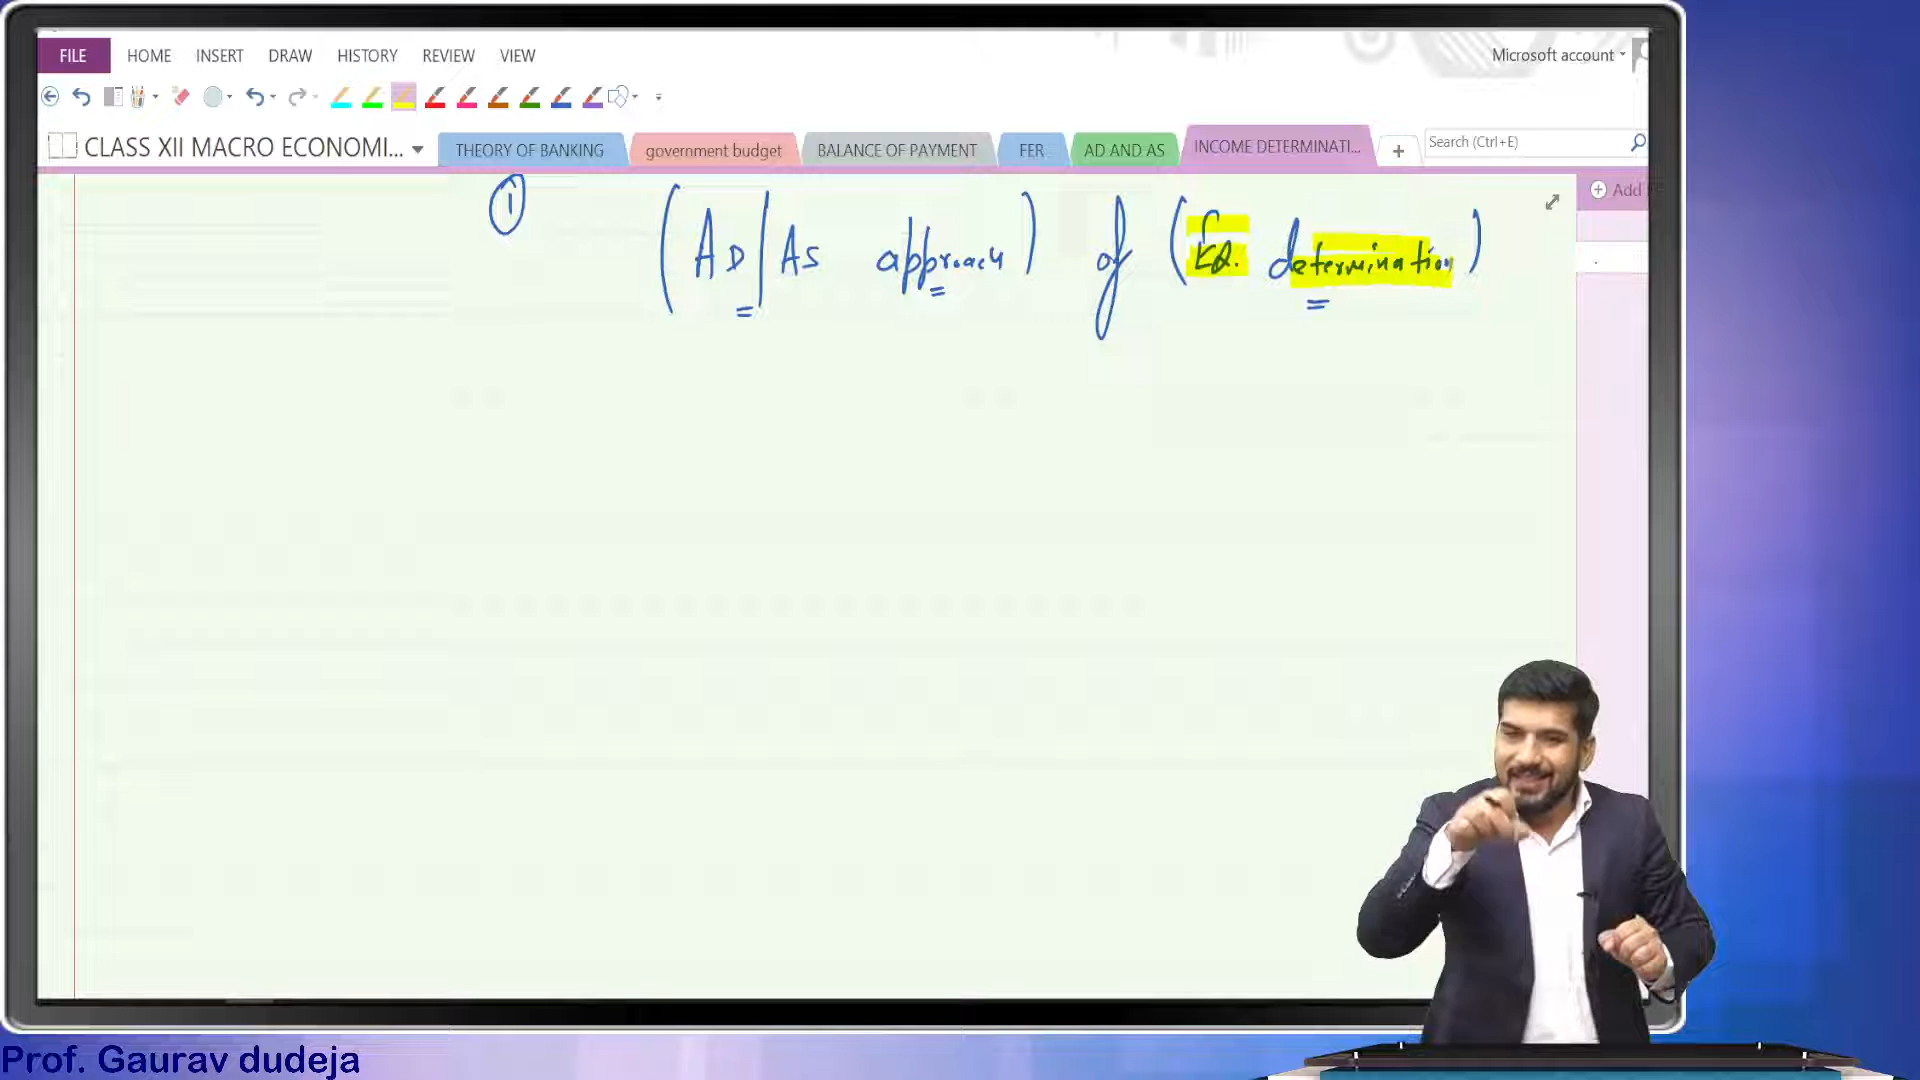 FILE HOME INSERT DRAW HISTORY REVIEW VIEW Microsoft account
CLASS XII MACRO ECONOMI... THEORY OF BANKING government budget BALANCE OF PAYMENT FER AD AND AS INCOME DETERMINATI... + Search (Ctrl+E)
Add
1
(AD/AS approach) of (EQ. determination)
Prof. Gaurav dudeja